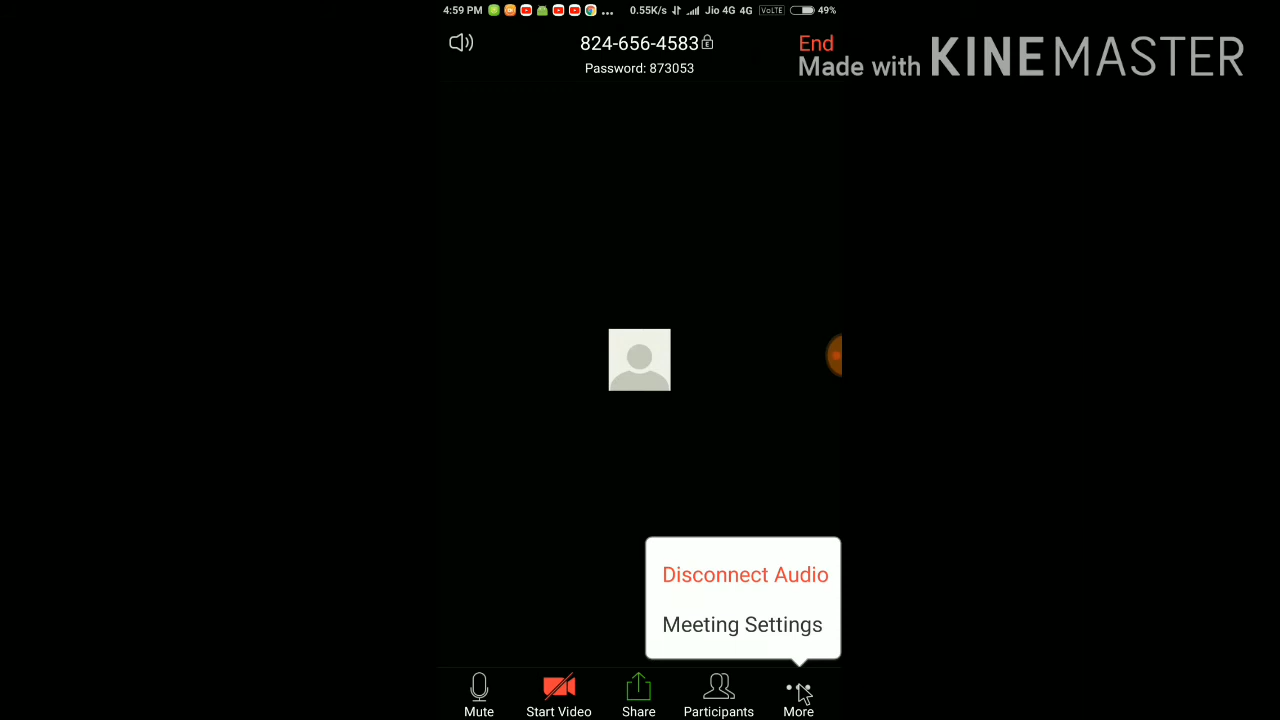 4:59 PM ... 0.55K/s Jio 4G 4G VoLTE 49%
824-656-4583 End
Password: 873053
Made with KINEMASTER
Disconnect Audio
Meeting Settings
Mute Start Video Share Participants More